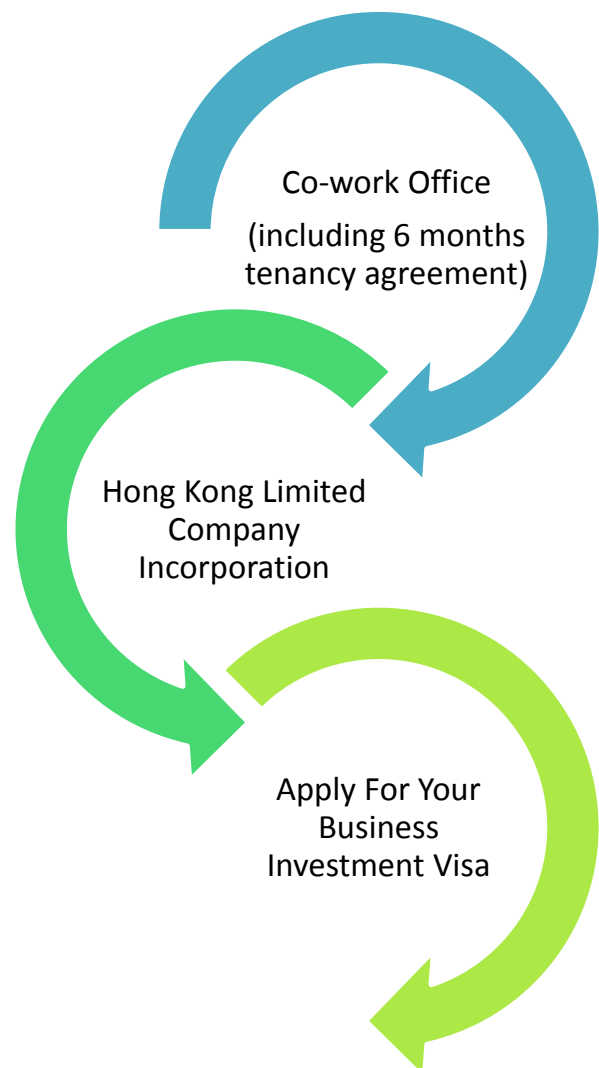 Co-work Office
(including 6 months
tenancy agreement)
Hong Kong Limited
Company
Incorporation
Apply For Your
Business
Investment Visa